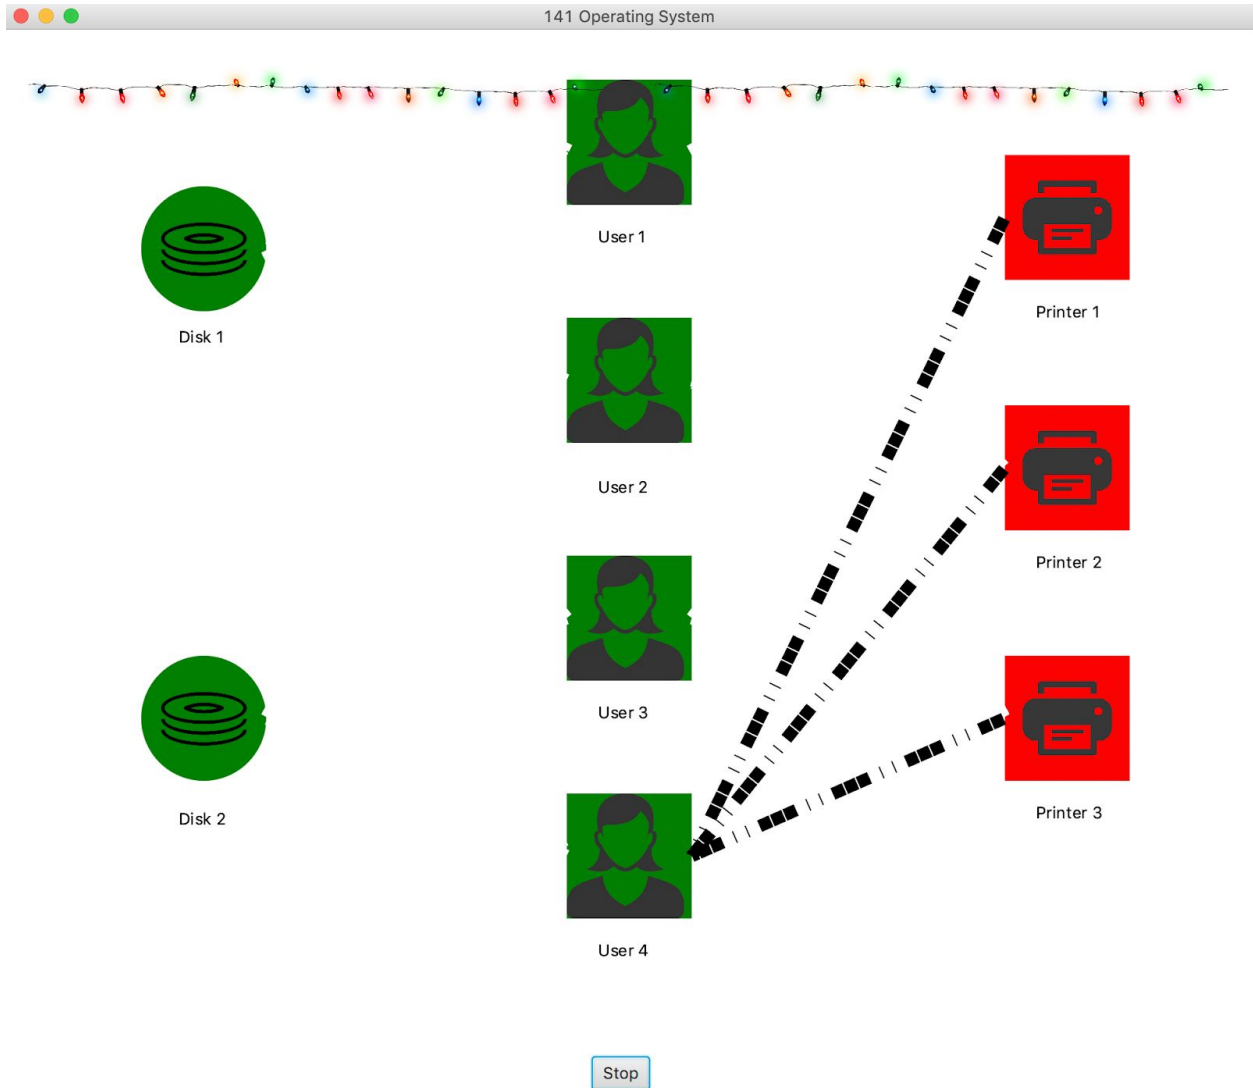 141 Operating System
User 1
Disk 1
Printer 1
User 2
Printer 2
User 3
Disk 2
Printer 3
User 4
Stop